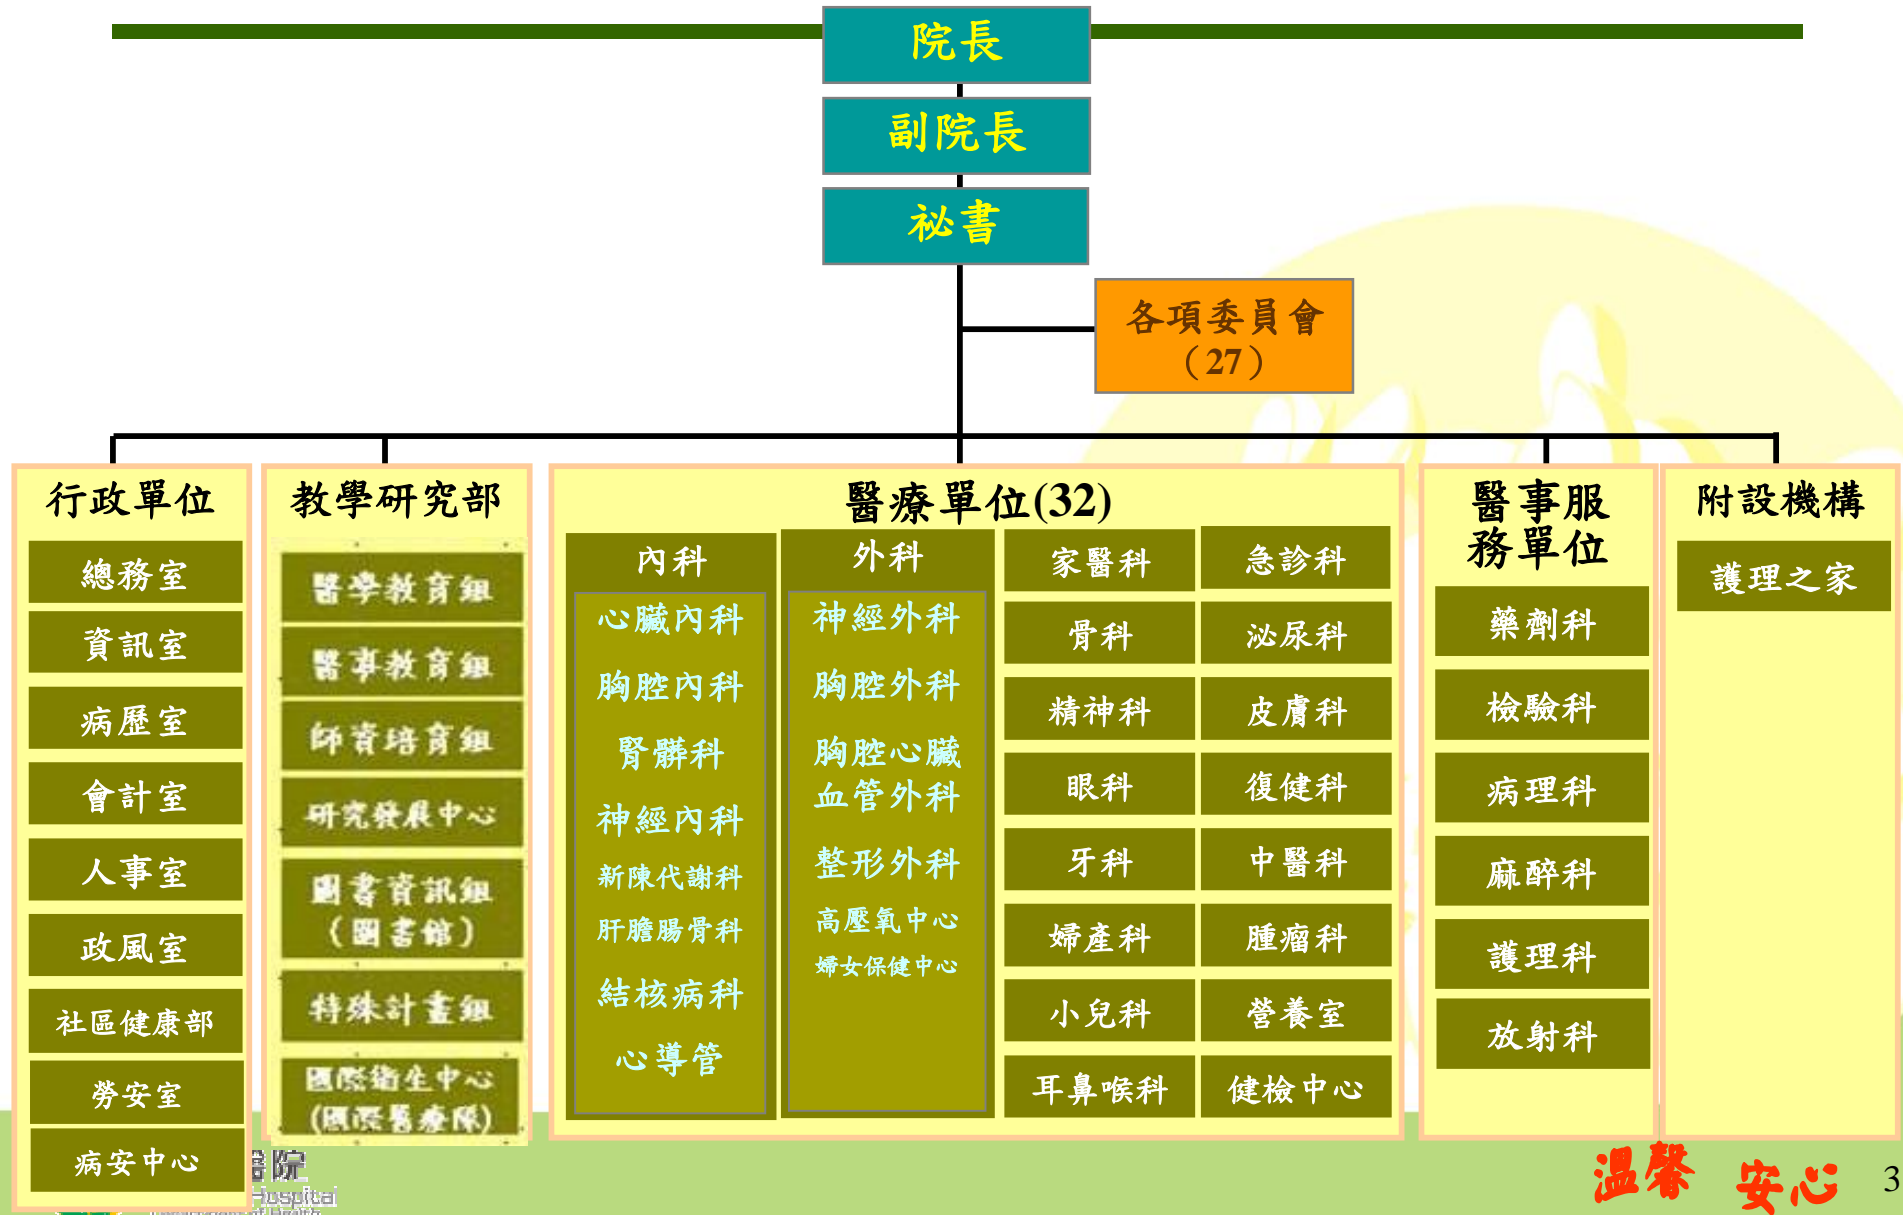 院長
副院長
祕書
各項委員會
（27）
行政單位
總務室
資訊室
病歷室
會計室
人事室
政風室
社區健康部
勞安室
病安中心
教學研究部
醫學教育組
醫事教育組
師資培育組
研究發展中心
圖書資訊組
(圖書館)
特殊計畫組
國際衛生中心
(國際醫療隊)
醫療單位(32)
內科
心臟內科
胸腔內科
腎髒科
神經內科
新陳代謝科
肝膽腸骨科
結核病科
心導管
外科
神經外科
胸腔外科
胸腔心臟
血管外科
整形外科
高壓氧中心
婦女保健中心
家醫科
骨科
精神科
眼科
牙科
婦產科
小兒科
耳鼻喉科
急診科
泌尿科
皮膚科
復健科
中醫科
腫瘤科
營養室
健檢中心
醫事服
務單位
藥劑科
檢驗科
病理科
麻醉科
護理科
放射科
附設機構
護理之家
醫院
Hospital
溫馨 安心
3